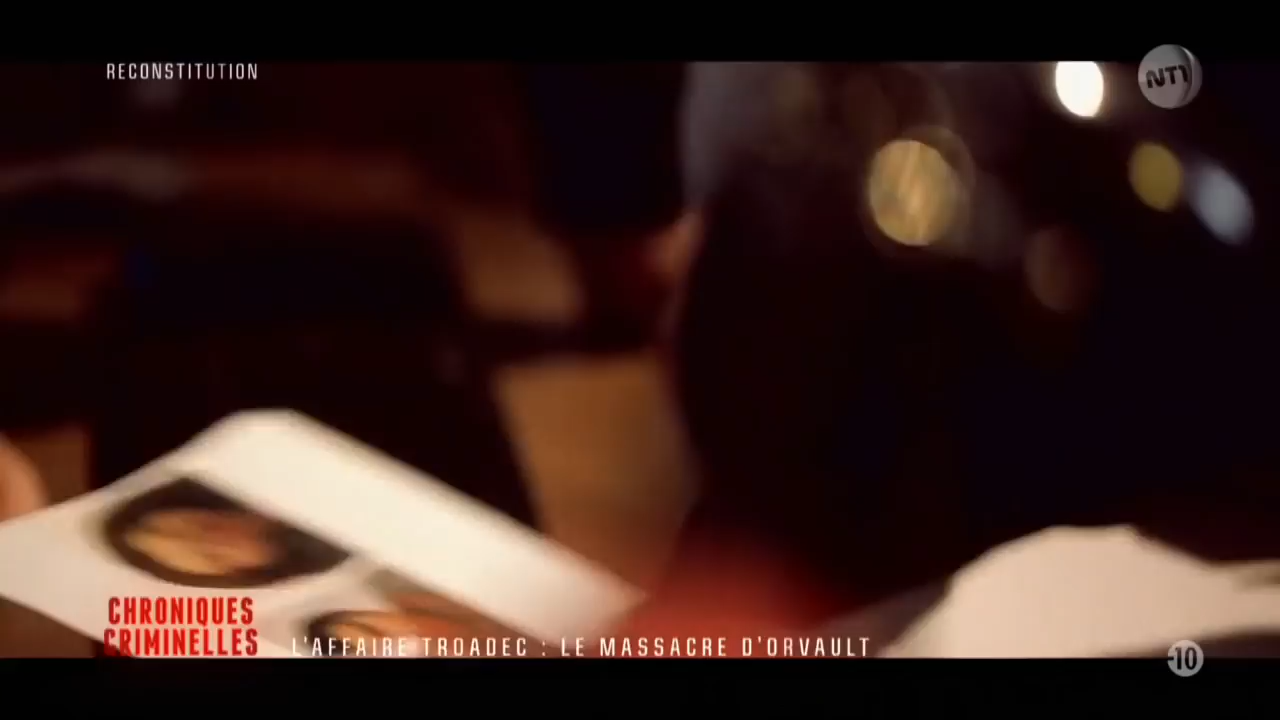 RECONSTITUTION
NT1
CHRONIQUES
CRIMINELLES
L'AFFAIRE TROADEC : LE MASSACRE D'ORVAULT
-10